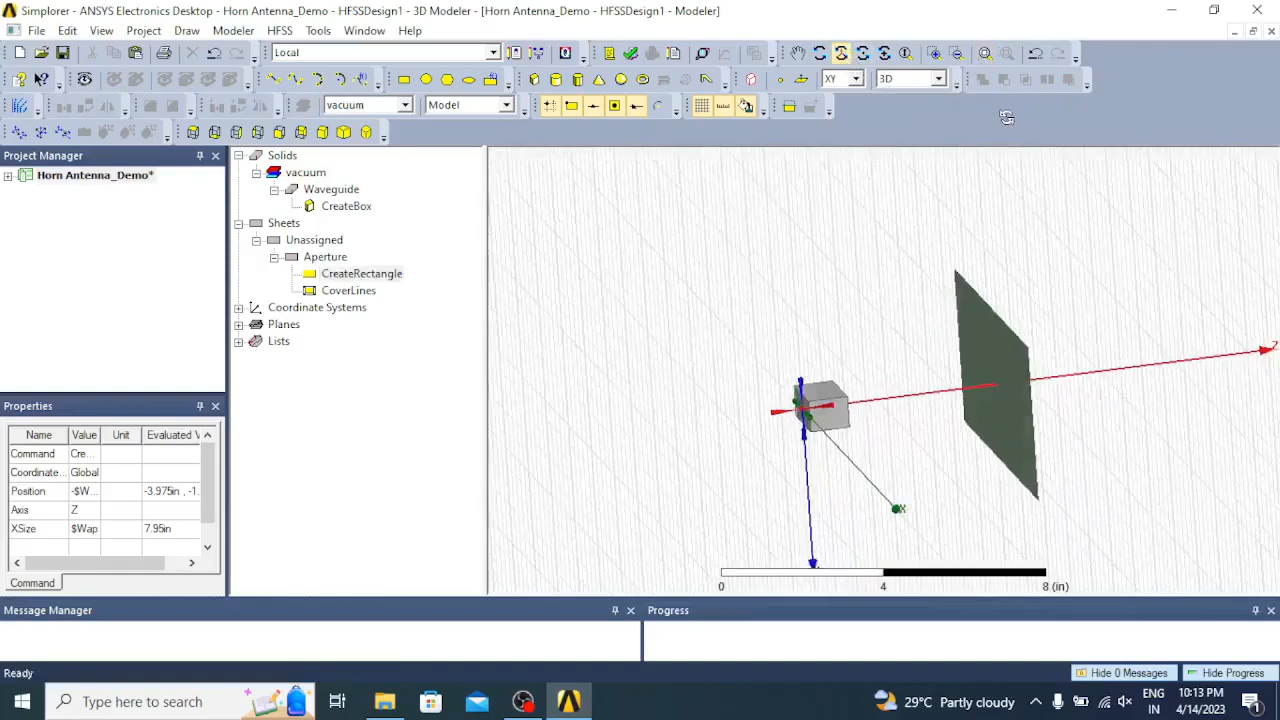 Simplorer - ANSYS Electronics Desktop - Horn Antenna_Demo - HFSSDesign1 - 3D Modeler - [Horn Antenna_Demo - HFSSDesign1 - Modeler]
File Edit View Project Draw Modeler HFSS Tools Window Help
Local
XY 3D
vacuum Model
Project Manager
Horn Antenna_Demo*
Solids
vacuum
Waveguide
CreateBox
Sheets
Unassigned
Aperture
CreateRectangle
CoverLines
Coordinate Systems
Planes
Lists
Properties
Name Value Unit Evaluated V
Command Cre...
Coordinate... Global
Position -$W... -3.975in , -1.
Axis Z
XSize $Wap 7.95in
Command
Z
X
0 4 8 (in)
Message Manager
Progress
Ready
Hide 0 Messages Hide Progress
Type here to search
29°C Partly cloudy
ENG
IN
10:13 PM
4/14/2023
1